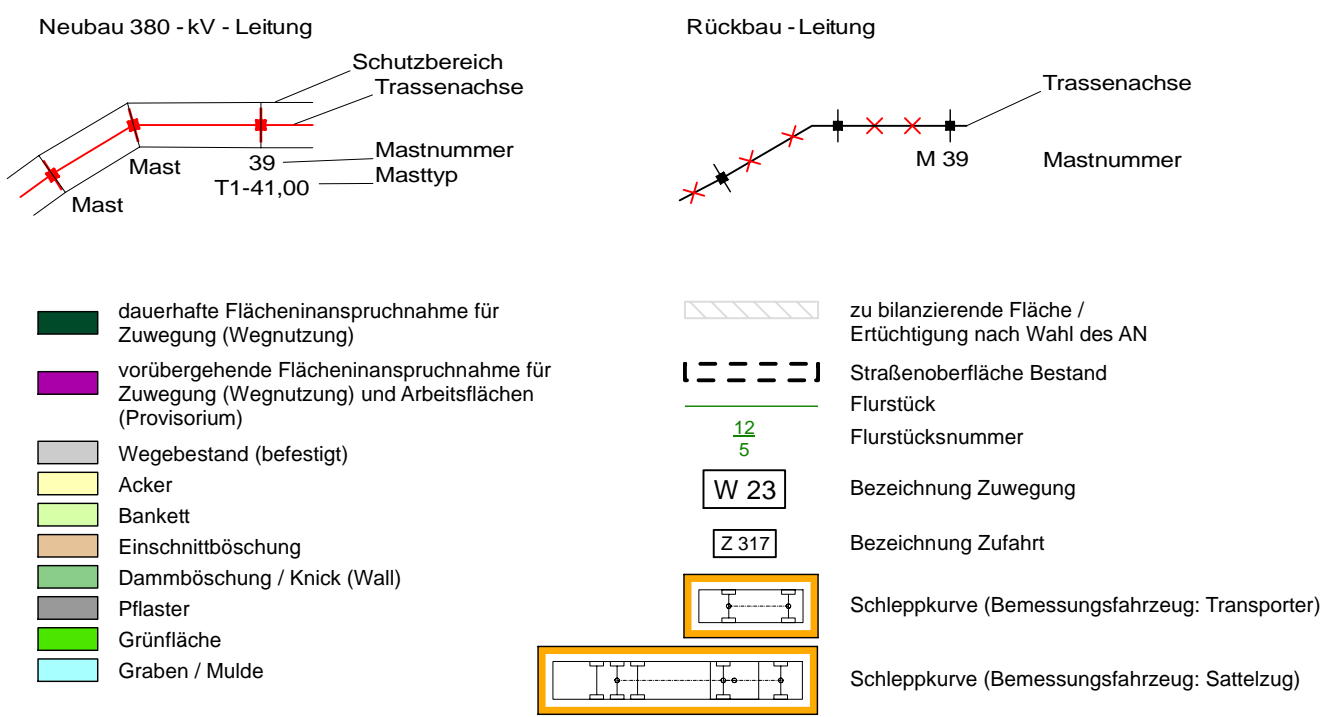 Neubau 380 - kV - Leitung
Schutzbereich
Trassenachse
Mast
39
Mastnummer
T1-41,00
Masttyp
Mast
Rückbau - Leitung
Trassenachse
M 39
Mastnummer
dauerhafte Flächeninanspruchnahme für
Zuwegung (Wegnutzung)
vorübergehende Flächeninanspruchnahme für
Zuwegung (Wegnutzung) und Arbeitsflächen
(Provisorium)
Wegebestand (befestigt)
Acker
Bankett
Einschnittböschung
Dammböschung / Knick (Wall)
Pflaster
Grünfläche
Graben / Mulde
zu bilanzierende Fläche /
Ertüchtigung nach Wahl des AN
Straßenoberfläche Bestand
Flurstück
12
5
Flurstücksnummer
W 23
Bezeichnung Zuwegung
Z 317
Bezeichnung Zufahrt
Schleppkurve (Bemessungsfahrzeug: Transporter)
Schleppkurve (Bemessungsfahrzeug: Sattelzug)